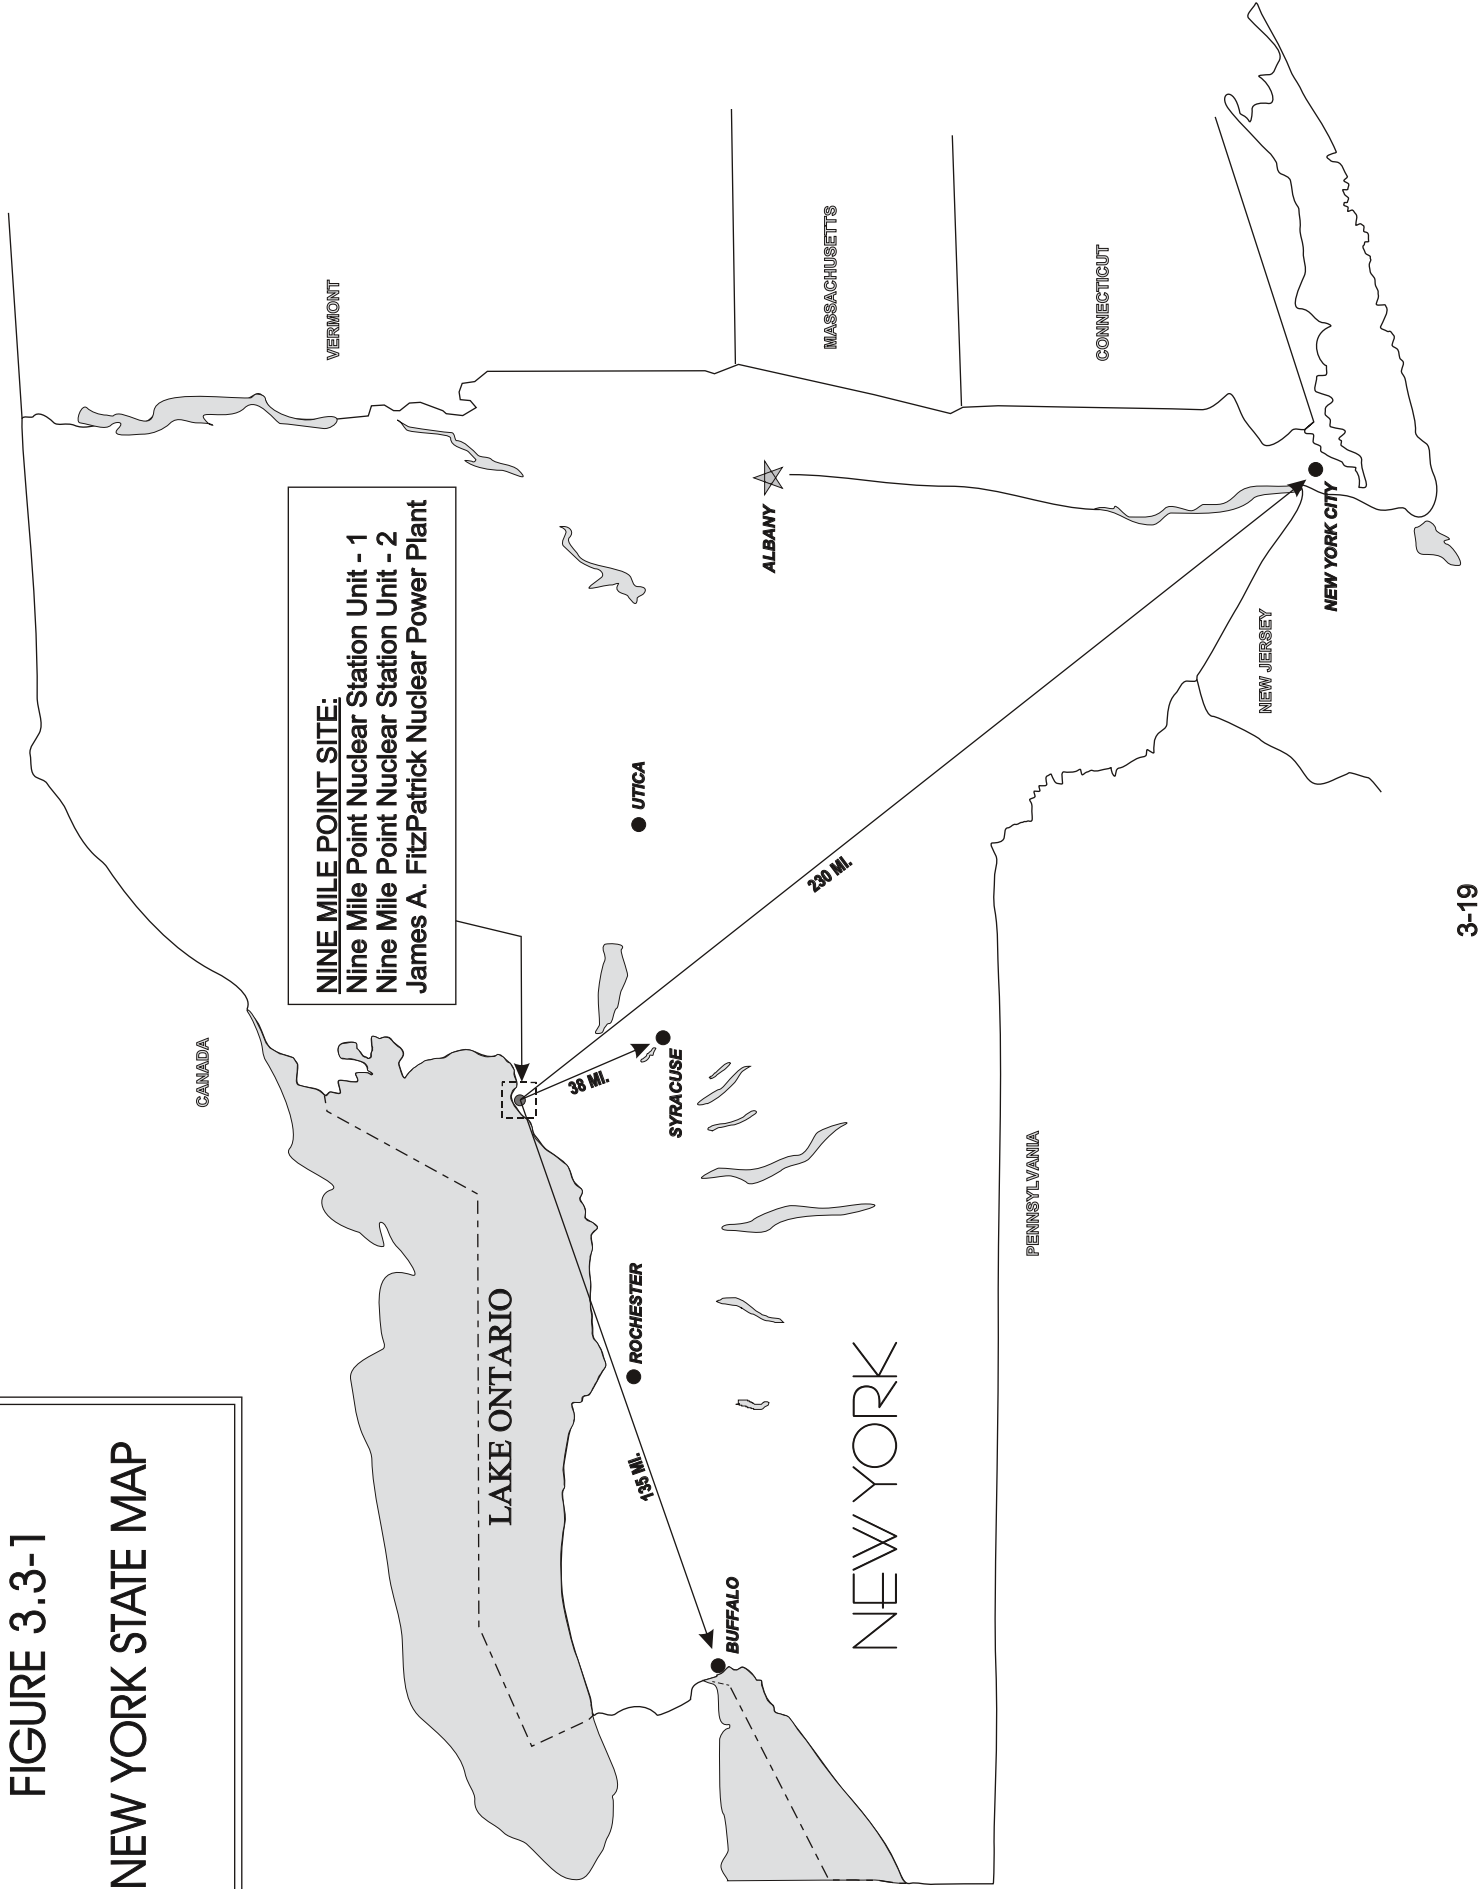 FIGURE 3.3-1
NEW YORK STATE MAP
CANADA
VERMONT
NINE MILE POINT SITE:
Nine Mile Point Nuclear Station Unit - 1
Nine Mile Point Nuclear Station Unit - 2
James A. FitzPatrick Nuclear Power Plant
LAKE ONTARIO
38 MI.
ROCHESTER
135 MI.
UTICA
SYRACUSE
BUFFALO
ALBANY
MASSACHUSETTS
230 MI.
NEW YORK
PENNSYLVANIA
CONNECTICUT
NEW JERSEY
NEW YORK CITY
3-19